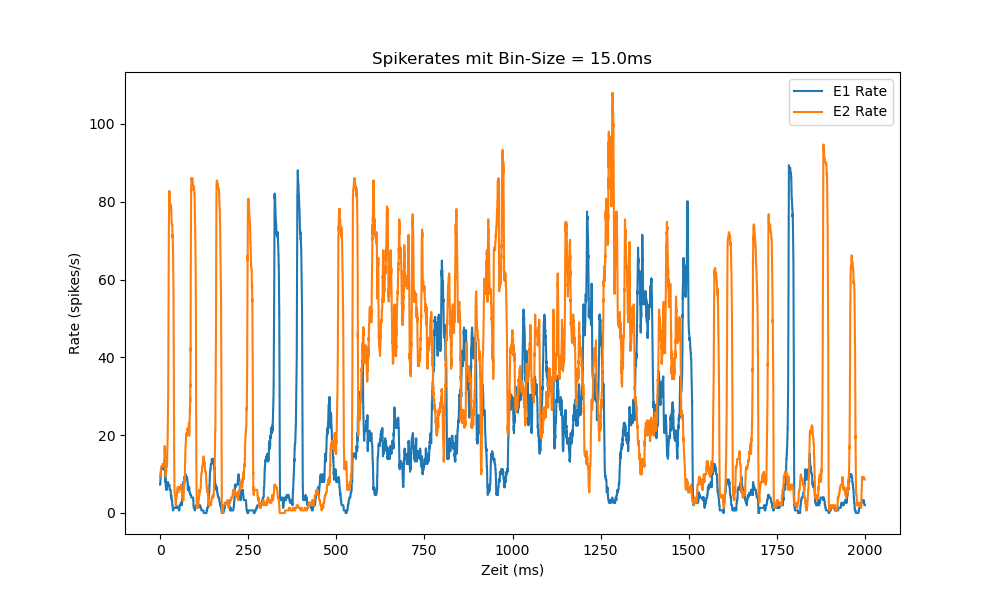 Spikerates mit Bin-Size = 15.0ms
E1 Rate
E2 Rate
Rate (spikes/s)
100
80
60
40
20
0
0 250 500 750 1000 1250 1500 1750 2000
Zeit (ms)